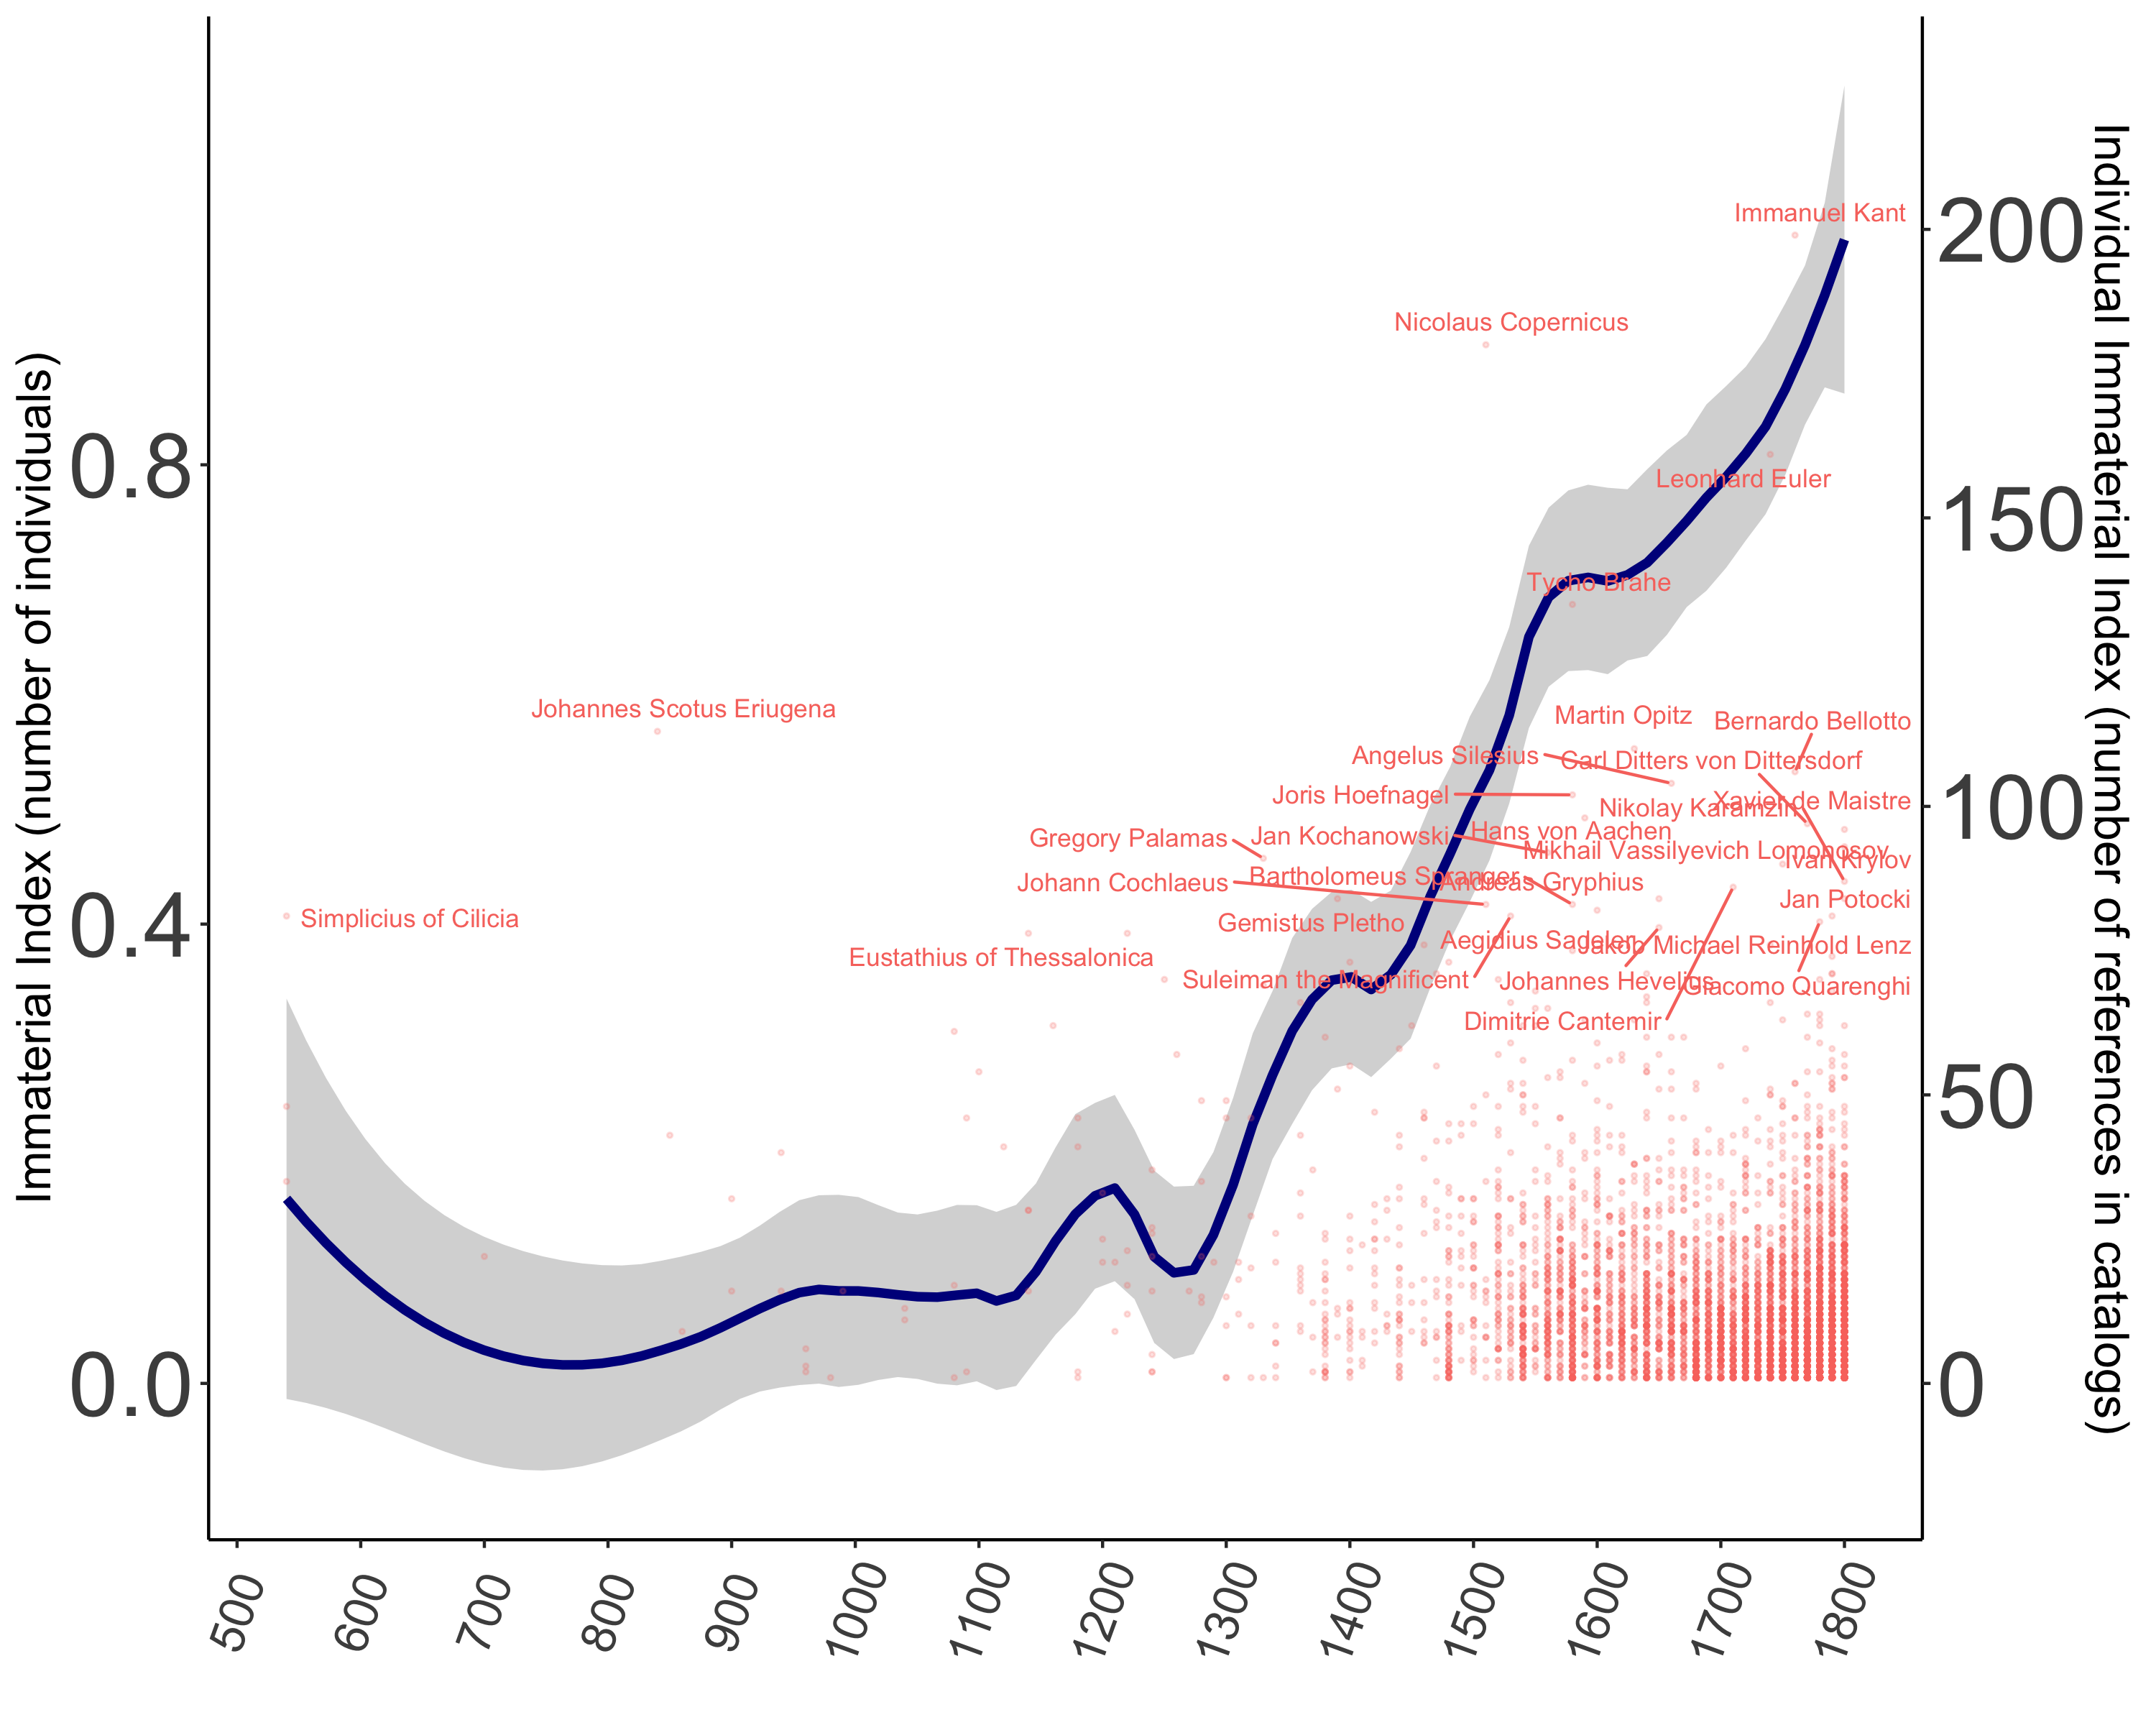 Immaterial Index (number of individuals)
0.8
0.4
0.0
Immanuel Kant
Nicolaus Copernicus
Leonhard Euler
Tycho Brahe
Johannes Scotus Eriugena
Martin Opitz
Bernardo Bellotto
Angelus Silesius
Carl Ditters von Dittersdorf
Joris Hoefnagel
Nikolay Karamzin
Xavier de Maistre
Gregory Palamas
Jan Kochanowski
Hans von Aachen
Mikhail Vassilyevich Lomonosov
Ivan Krylov
Johann Cochlaeus
Bartholomeus Spranger
Andreas Gryphius
Jan Potocki
Simplicius of Cilicia
Gemistus Pletho
Aegidius Sadeler
Jakob Michael Reinhold Lenz
Eustathius of Thessalonica
Suleiman the Magnificent
Johannes Hevelius
Giacomo Quarenghi
Dimitrie Cantemir
200
150
100
50
0
Individual Immaterial Index (number of references in catalogs)
500
600
700
800
900
1000
1100
1200
1300
1400
1500
1600
1700
1800